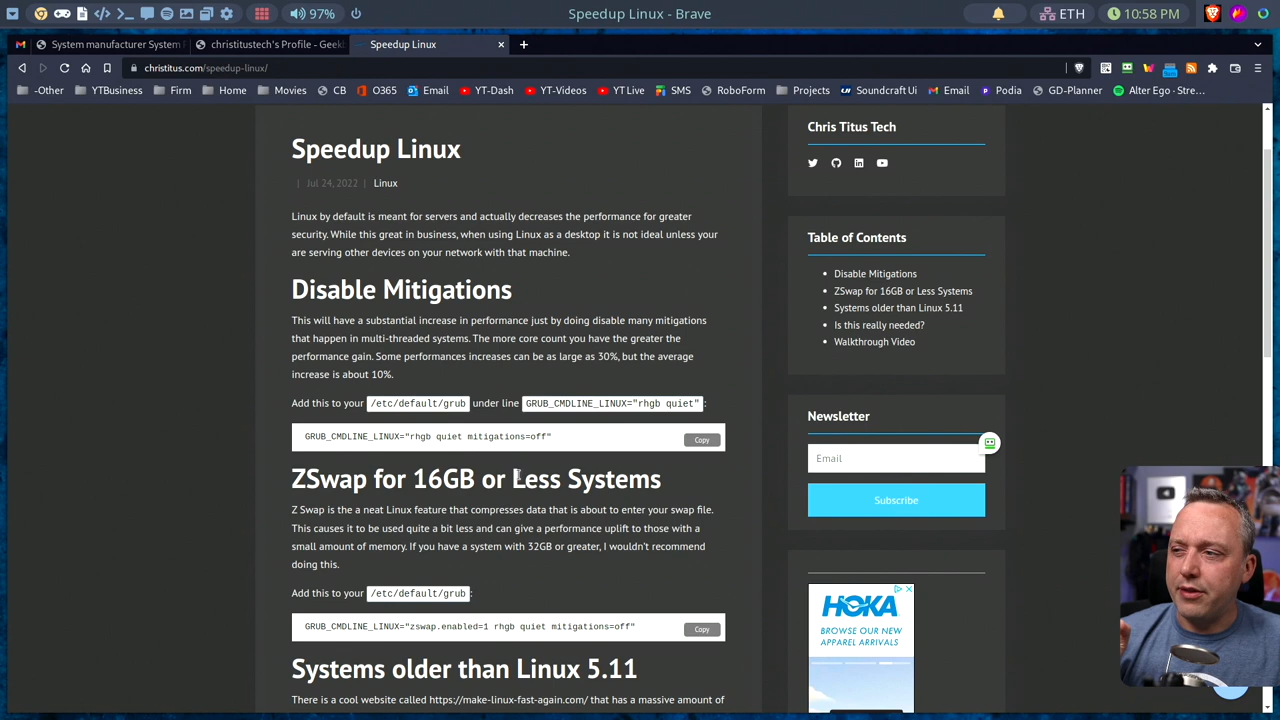 97%
Speedup Linux - Brave
ETH
10:58 PM
System manufacturer System
christitustech's Profile - Geek
Speedup Linux
christitus.com/speedup-linux/
-Other
YTBusiness
Firm
Home
Movies
CB
O365
Email
YT-Dash
YT-Videos
YT Live
SMS
RoboForm
Projects
Soundcraft Ui
Email
Podia
GD-Planner
Alter Ego - Stre...
Speedup Linux
| Jul 24, 2022 | Linux
Linux by default is meant for servers and actually decreases the performance for greater
security. While this great in business, when using Linux as a desktop it is not ideal unless your
are serving other devices on your network with that machine.
Disable Mitigations
This will have a substantial increase in performance just by doing disable many mitigations
that happen in multi-threaded systems. The more core count you have the greater the
performance gain. Some performances increases can be as large as 30%, but the average
increase is about 10%.
Add this to your /etc/default/grub under line GRUB_CMDLINE_LINUX="rhgb quiet":
GRUB_CMDLINE_LINUX="rhgb quiet mitigations=off"
Copy
ZSwap for 16GB or Less Systems
Z Swap is the a neat Linux feature that compresses data that is about to enter your swap file.
This causes it to be used quite a bit less and can give a performance uplift to those with a
small amount of memory. If you have a system with 32GB or greater, I wouldn't recommend
doing this.
Add this to your /etc/default/grub:
GRUB_CMDLINE_LINUX="zswap.enabled=1 rhgb quiet mitigations=off"
Copy
Systems older than Linux 5.11
There is a cool website called https://make-linux-fast-again.com/ that has a massive amount of
Chris Titus Tech
Table of Contents
Disable Mitigations
ZSwap for 16GB or Less Systems
Systems older than Linux 5.11
Is this really needed?
Walkthrough Video
Newsletter
Email
Subscribe
HOKA
BROWSE OUR NEW
APPAREL ARRIVALS